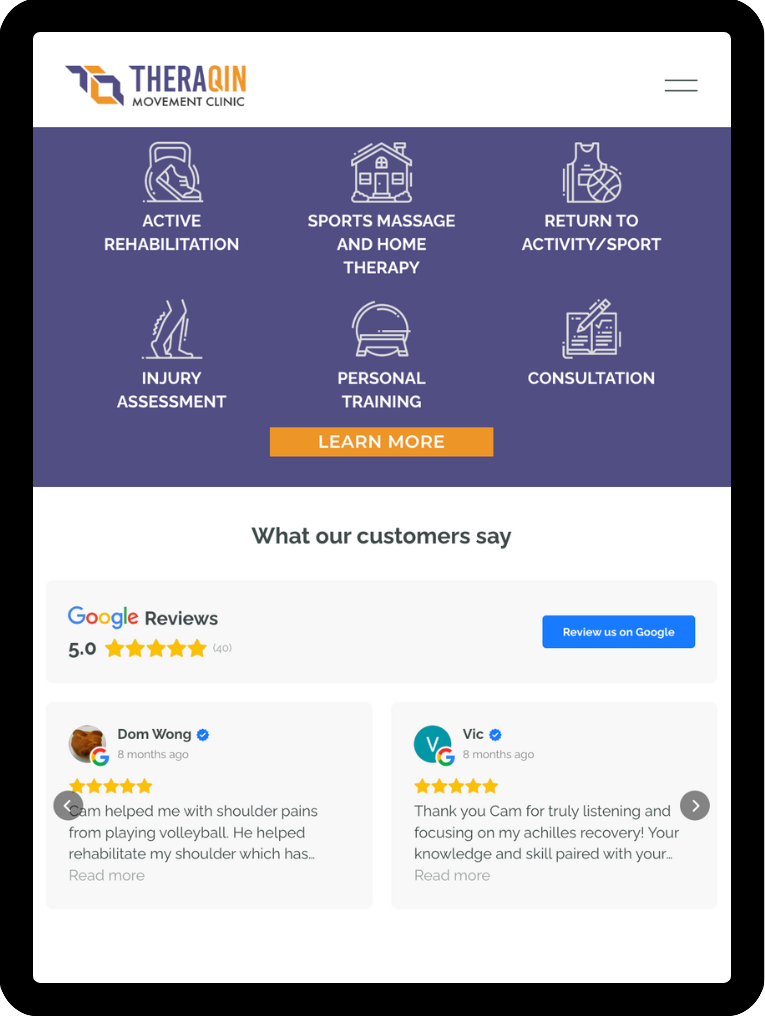 THERAQIN
MOVEMENT CLINIC
ACTIVE
REHABILITATION
SPORTS MASSAGE
AND HOME
THERAPY
RETURN TO
ACTIVITY/SPORT
INJURY
ASSESSMENT
PERSONAL
TRAINING
CONSULTATION
LEARN MORE
What our customers say
Google Reviews
5.0 (40)
Review us on Google
Dom Wong
8 months ago
Cam helped me with shoulder pains
from playing volleyball. He helped
rehabilitate my shoulder which has…
Read more
V
Vic
8 months ago
Thank you Cam for truly listening and
focusing on my achilles recovery! Your
knowledge and skill paired with your…
Read more